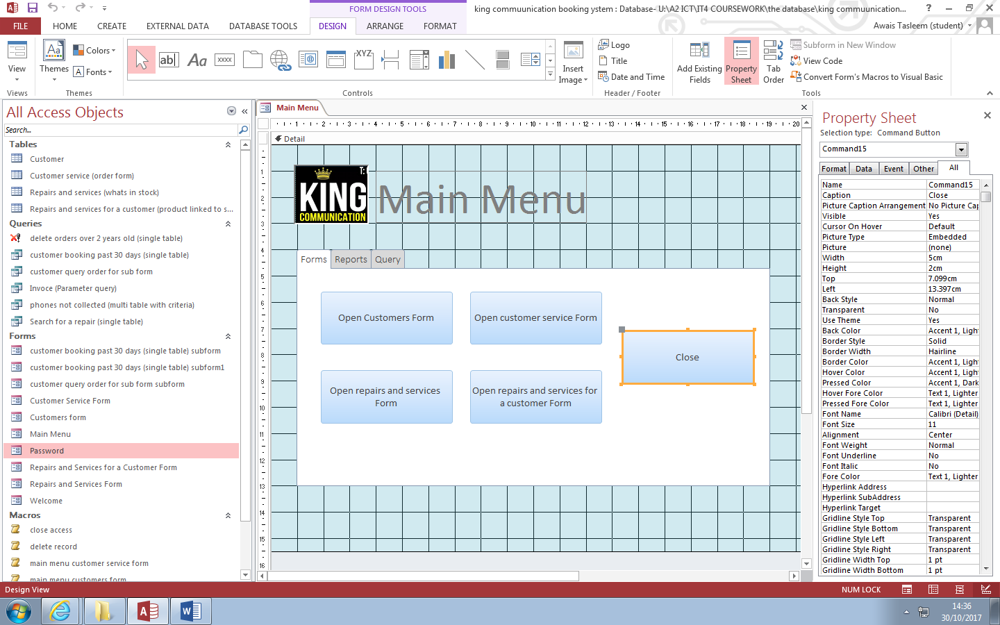 FORM DESIGN TOOLS
king commuunication booking ystem : Database- U:\A2 ICT\IT4 COURSEWORK\the database\king commuunication...
?
FILE HOME CREATE EXTERNAL DATA DATABASE TOOLS DESIGN ARRANGE FORMAT
Awais Tasleem (student)
View
Views
Themes
Colors
Fonts
Themes
ab|
Aa
xxxx
XYZ
Controls
Insert
Image
Logo
Title
Date and Time
Header / Footer
Add Existing
Fields
Property
Sheet
Tab
Order
Subform in New Window
View Code
Convert Form's Macros to Visual Basic
Tools
All Access Objects
Search...
Tables
Customer
Customer service (order form)
Repairs and services (whats in stock)
Repairs and services for a customer (product linked to s...
Queries
delete orders over 2 years old (single table)
customer booking past 30 days (single table)
customer query order for sub form
Invoce (Parameter query)
phones not collected (multi table with criteria)
Search for a repair (single table)
Forms
customer booking past 30 days (single table) subform
customer booking past 30 days (single table) subform1
customer query order for sub form subform
Customer Service Form
Customers form
Main Menu
Password
Repairs and Services for a Customer Form
Repairs and Services Form
Welcome
Macros
close access
delete record
main menu customer service form
main menu customers form
Main Menu
1 2 3 4 5 6 7 8 9 10 11 12 13 14 15 16 17 18 19 20
Detail
1
2
3
4
5
6
7
8
9
10
11
12
13
14
15
16
T:
KING
COMMUNICATION
Main Menu
Forms Reports Query
Open Customers Form
Open customer service Form
Close
Open repairs and services
Form
Open repairs and services for
a customer Form
Property Sheet
Selection type: Command Button
Command15
Format Data Event Other All
Name Command15
Caption Close
Picture Caption Arrangement No Picture Cap
Visible Yes
Cursor On Hover Default
Picture Type Embedded
Picture (none)
Width 5cm
Height 2cm
Top 7.099cm
Left 13.397cm
Back Style Normal
Transparent No
Use Theme Yes
Back Color Accent 1, Light
Border Style Solid
Border Width Hairline
Border Color Accent 1, Light
Hover Color Accent 1, Light
Pressed Color Accent 1, Dark
Hover Fore Color Text 1, Lighter
Pressed Fore Color Text 1, Lighter
Font Name Calibri (Detail)
Font Size 11
Alignment Center
Font Weight Normal
Font Underline No
Font Italic No
Fore Color Text 1, Lighter
Hyperlink Address
Hyperlink SubAddress
Hyperlink Target
Gridline Style Top Transparent
Gridline Style Bottom Transparent
Gridline Style Left Transparent
Gridline Style Right Transparent
Gridline Width Top 1 pt
Gridline Width Bottom 1 pt
Design View
NUM LOCK
14:36
30/10/2017